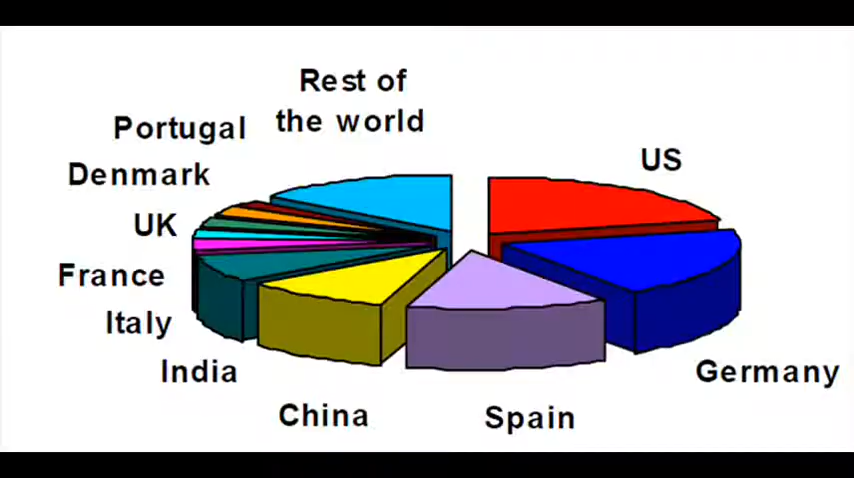 Rest of
the world
Portugal
US
Denmark
UK
France
Italy
India
Germany
China
Spain